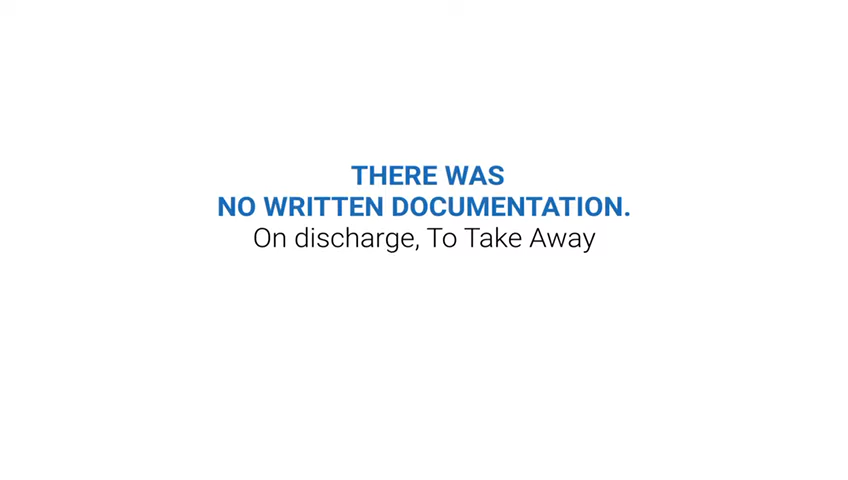 THERE WAS
NO WRITTEN DOCUMENTATION.
On discharge, To Take Away